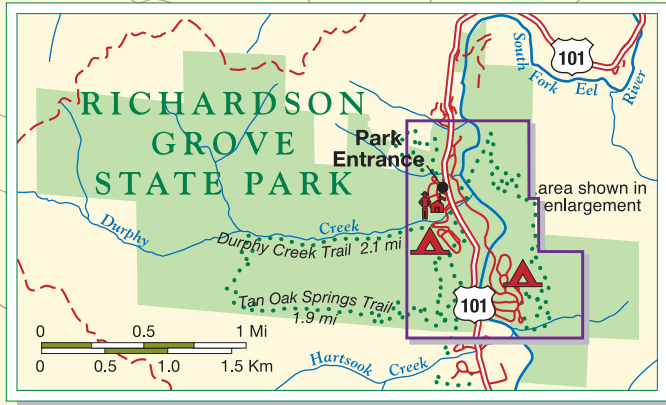 South Fork Eel River
101
RICHARDSON
GROVE
STATE PARK
Park
Entrance
area shown in
enlargement
Durphy Creek
Durphy Creek Trail 2.1 mi
Tan Oak Springs Trail
1.9 mi
101
0 0.5 1 Mi
0 0.5 1.0 1.5 Km
Hartsook Creek